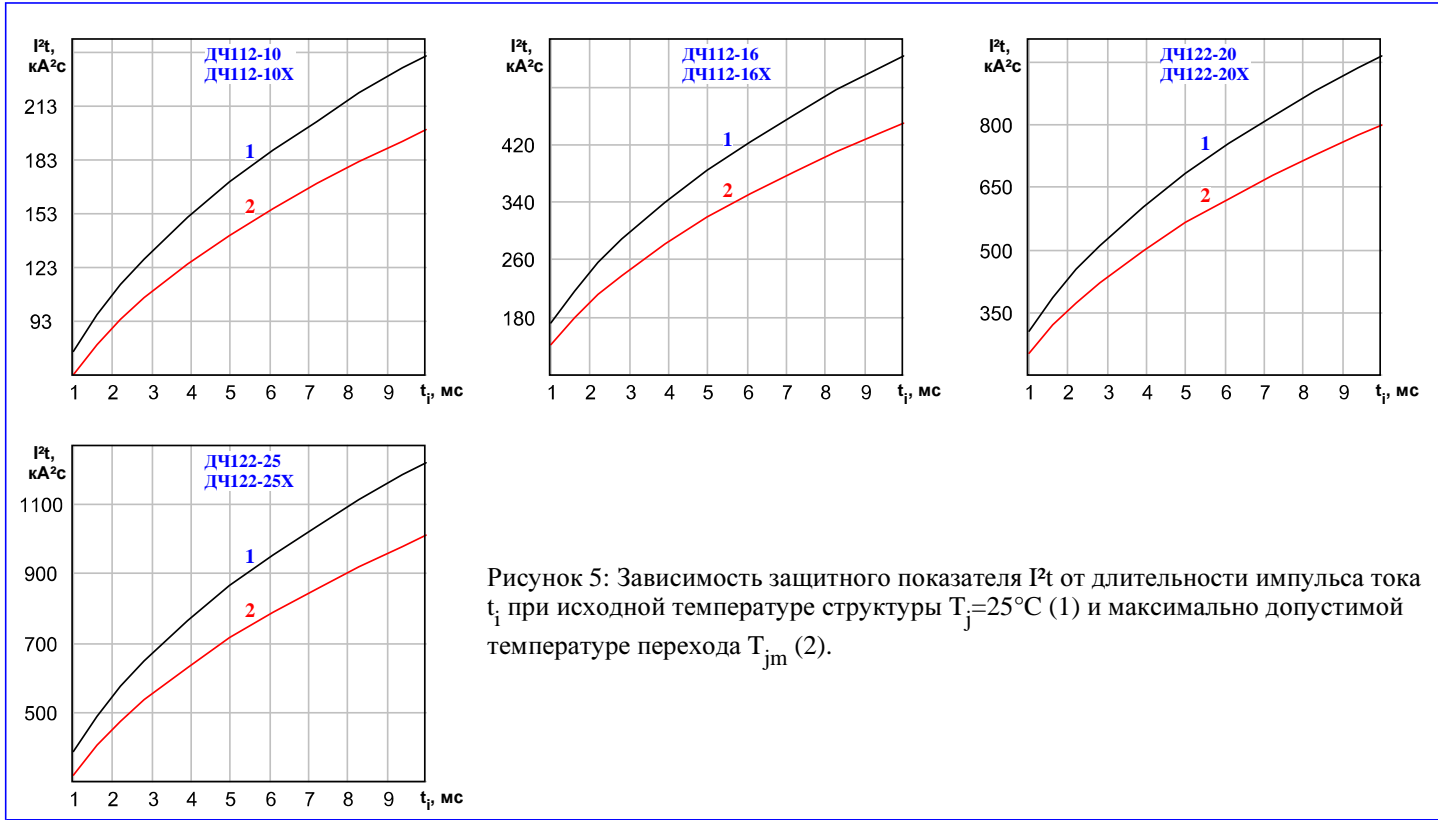 I²t,
кА²с
ДЧ112-10
ДЧ112-10Х
213
183
153
123
93
1
2
1 2 3 4 5 6 7 8 9 tᵢ, мс
I²t,
кА²с
ДЧ112-16
ДЧ112-16Х
420
340
260
180
1
2
1 2 3 4 5 6 7 8 9 tᵢ, мс
I²t,
кА²с
ДЧ122-20
ДЧ122-20Х
800
650
500
350
1
2
1 2 3 4 5 6 7 8 9 tᵢ, мс
I²t,
кА²с
ДЧ122-25
ДЧ122-25Х
1100
900
700
500
1
2
1 2 3 4 5 6 7 8 9 tᵢ, мс
Рисунок 5: Зависимость защитного показателя I²t от длительности импульса тока
tᵢ при исходной температуре структуры Tⱼ=25°C (1) и максимально допустимой
температуре перехода Tjm (2).